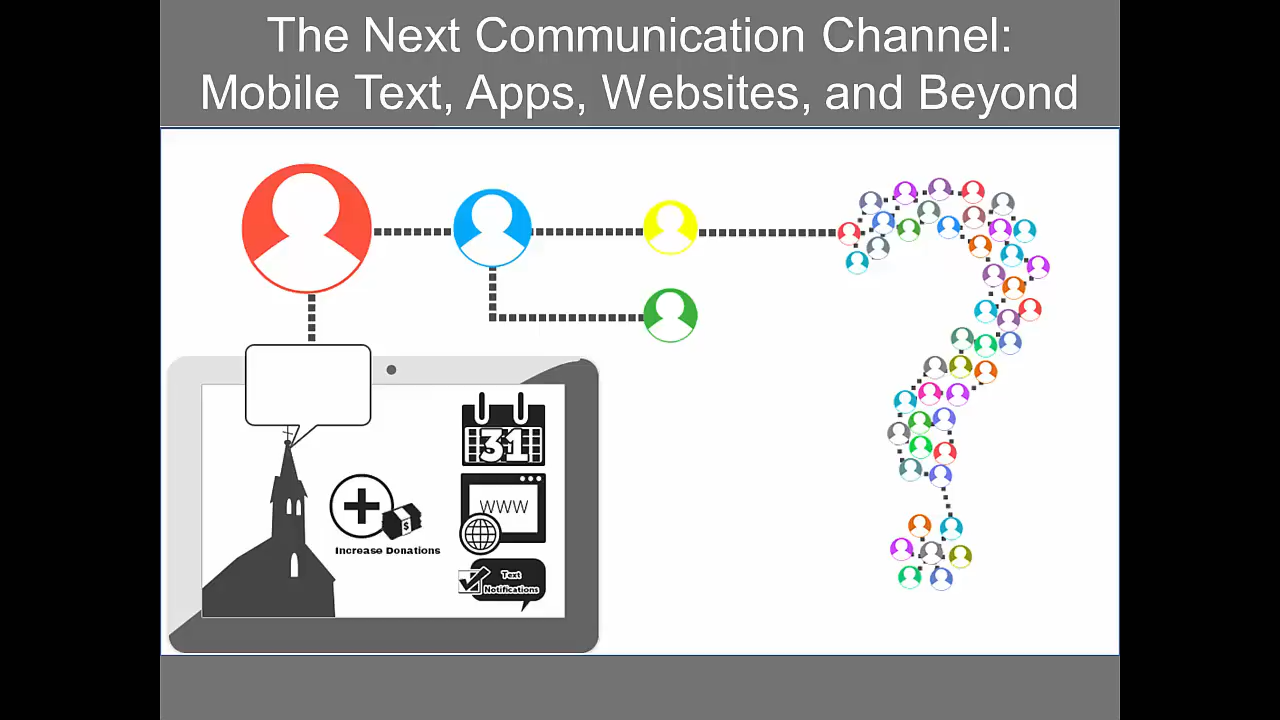 The Next Communication Channel:
Mobile Text, Apps, Websites, and Beyond
31
WWW
$
Increase Donations
Text
Notifications